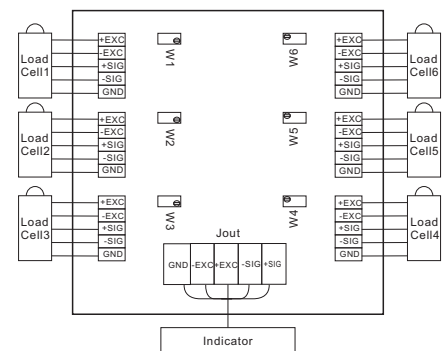 Load
Cell1
+EXC
-EXC
+SIG
-SIG
GND
W1
W6
+EXC
-EXC
+SIG
-SIG
GND
Load
Cell6
Load
Cell2
+EXC
-EXC
+SIG
-SIG
GND
W2
W5
+EXC
-EXC
+SIG
-SIG
GND
Load
Cell5
Load
Cell3
+EXC
-EXC
+SIG
-SIG
GND
W3
W4
+EXC
-EXC
+SIG
-SIG
GND
Load
Cell4
Jout
GND -EXC +EXC -SIG +SIG
Indicator